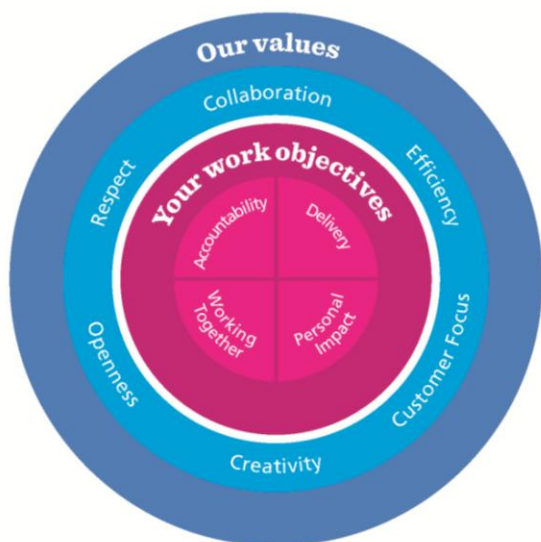 Our values
Collaboration
Efficiency
Customer Focus
Creativity
Openness
Respect
Your work objectives
Accountability
Delivery
Personal
Impact
Working
Together